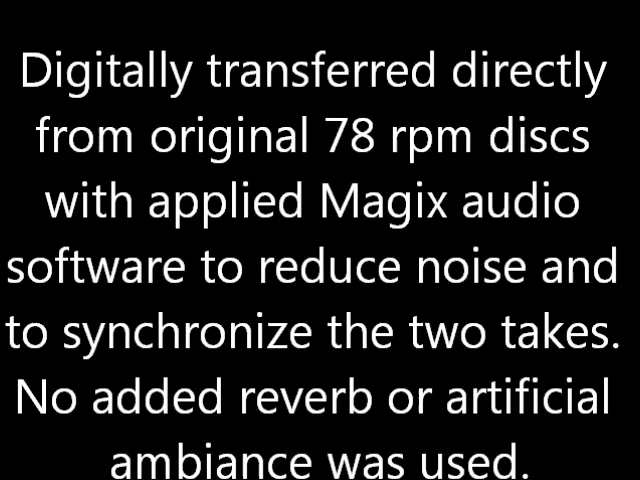 Digitally transferred directly
from original 78 rpm discs
with applied Magix audio
software to reduce noise and
to synchronize the two takes.
No added reverb or artificial
ambiance was used.